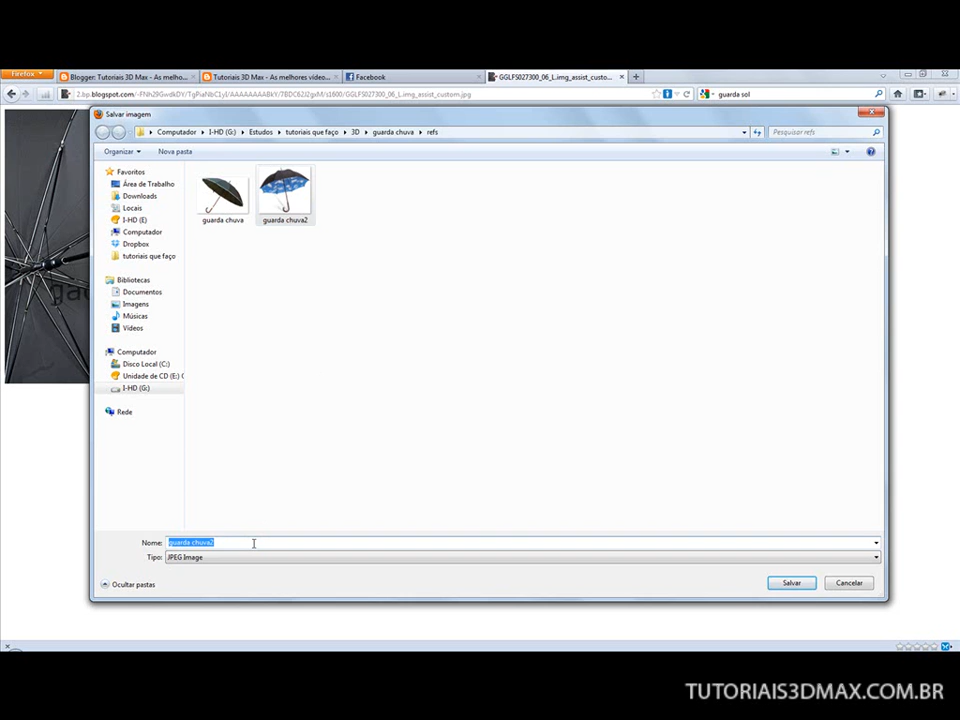 Firefox
Blogger: Tutoriais 3D Max - As melho...
Tutoriais 3D Max - As melhores vídeo...
Facebook
GGLFS027300_06_L.img_assist_custo...
guarda sol
Salvar imagem
Computador
I-HD (G:)
Estudos
tutoriais que faço
3D
guarda chuva
refs
Pesquisar refs
Organizar
Nova pasta
Favoritos
Área de Trabalho
Downloads
Locais
I-HD (E)
Computador
Dropbox
tutoriais que faço
guarda chuva
guarda chuva2
Bibliotecas
Documentos
Imagens
Músicas
Vídeos
Computador
Disco Local (C:)
Unidade de CD (E:) C
I-HD (G:)
Rede
Nome: guarda chuva2
Tipo: JPEG Image
Ocultar pastas
Salvar
Cancelar
TUTORIAIS3DMAX.COM.BR